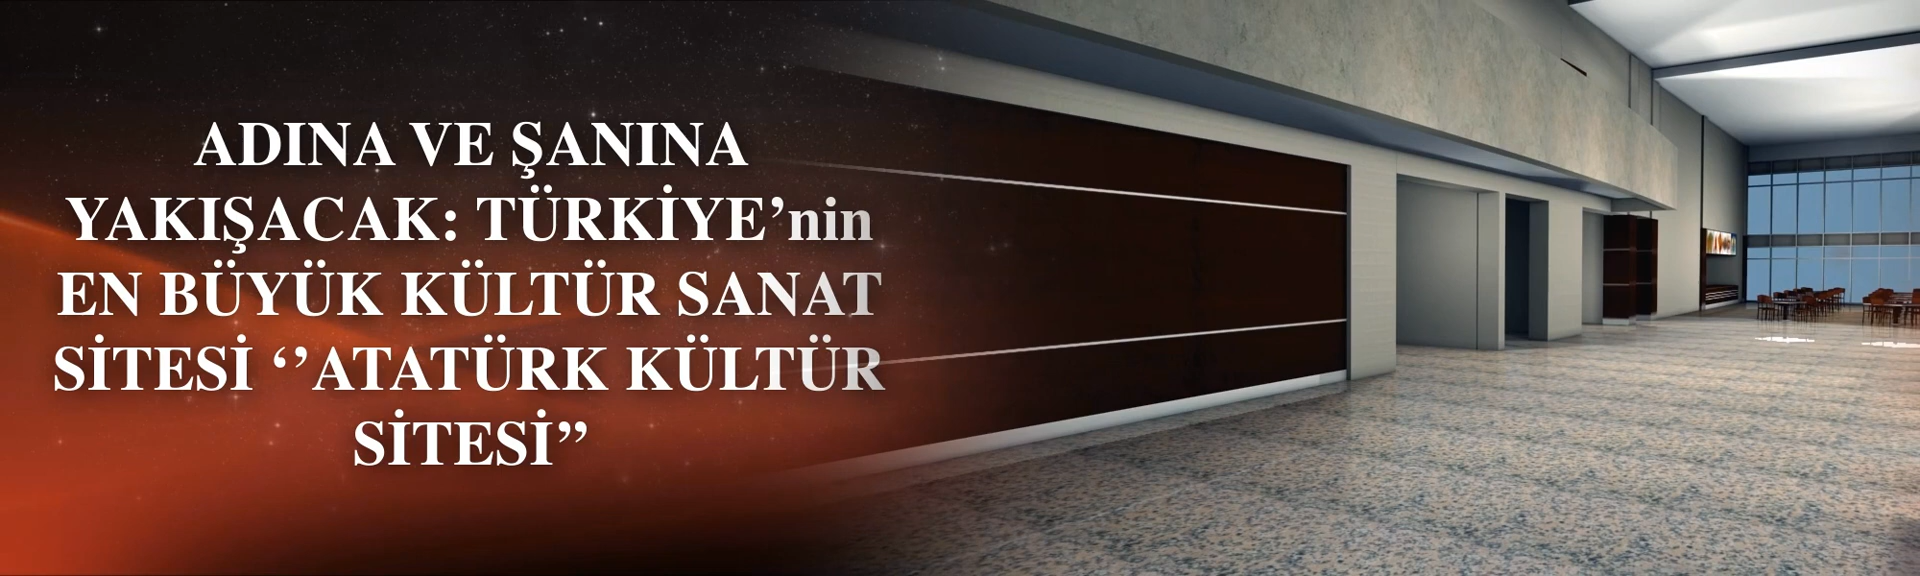 ADINA VE ŞANINA
YAKIŞACAK: TÜRKİYE’nin
EN BÜYÜK KÜLTÜR SANAT
SİTESİ ‘’ATATÜRK KÜLTÜR
SİTESİ”